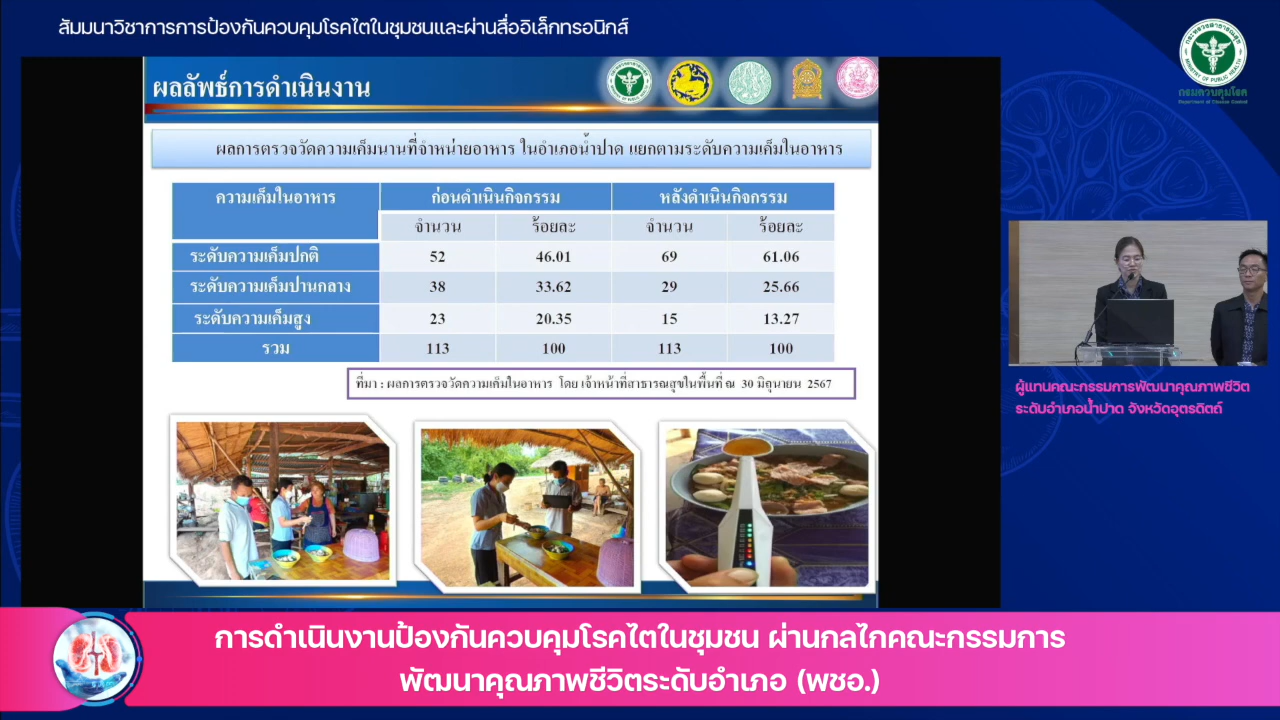 สัมมนาวิชาการการป้องกันควบคุมโรคไตในชุมชนและผ่านสื่ออิเล็กทรอนิกส์
กระทรวงสาธารณสุข
MINISTRY OF PUBLIC HEALTH
กรมควบคุมโรค
Department of Disease Control
ผลลัพธ์การดำเนินงาน
ผลการตรวจวัดความเค็มนานที่จำหน่ายอาหาร ในอำเภอน้ำปาด แยกตามระดับความเค็มในอาหาร
ความเค็มในอาหาร ก่อนดำเนินกิจกรรม หลังดำเนินกิจกรรม
จำนวน ร้อยละ จำนวน ร้อยละ
ระดับความเค็มปกติ 52 46.01 69 61.06
ระดับความเค็มปานกลาง 38 33.62 29 25.66
ระดับความเค็มสูง 23 20.35 15 13.27
รวม 113 100 113 100
ที่มา : ผลการตรวจวัดความเค็มในอาหาร โดย เจ้าหน้าที่สาธารณสุขในพื้นที่ ณ 30 มิถุนายน 2567
ผู้แทนคณะกรรมการพัฒนาคุณภาพชีวิต
ระดับอำเภอน้ำปาด จังหวัดอุตรดิตถ์
การดำเนินงานป้องกันควบคุมโรคไตในชุมชน ผ่านกลไกคณะกรรมการ
พัฒนาคุณภาพชีวิตระดับอำเภอ (พชอ.)